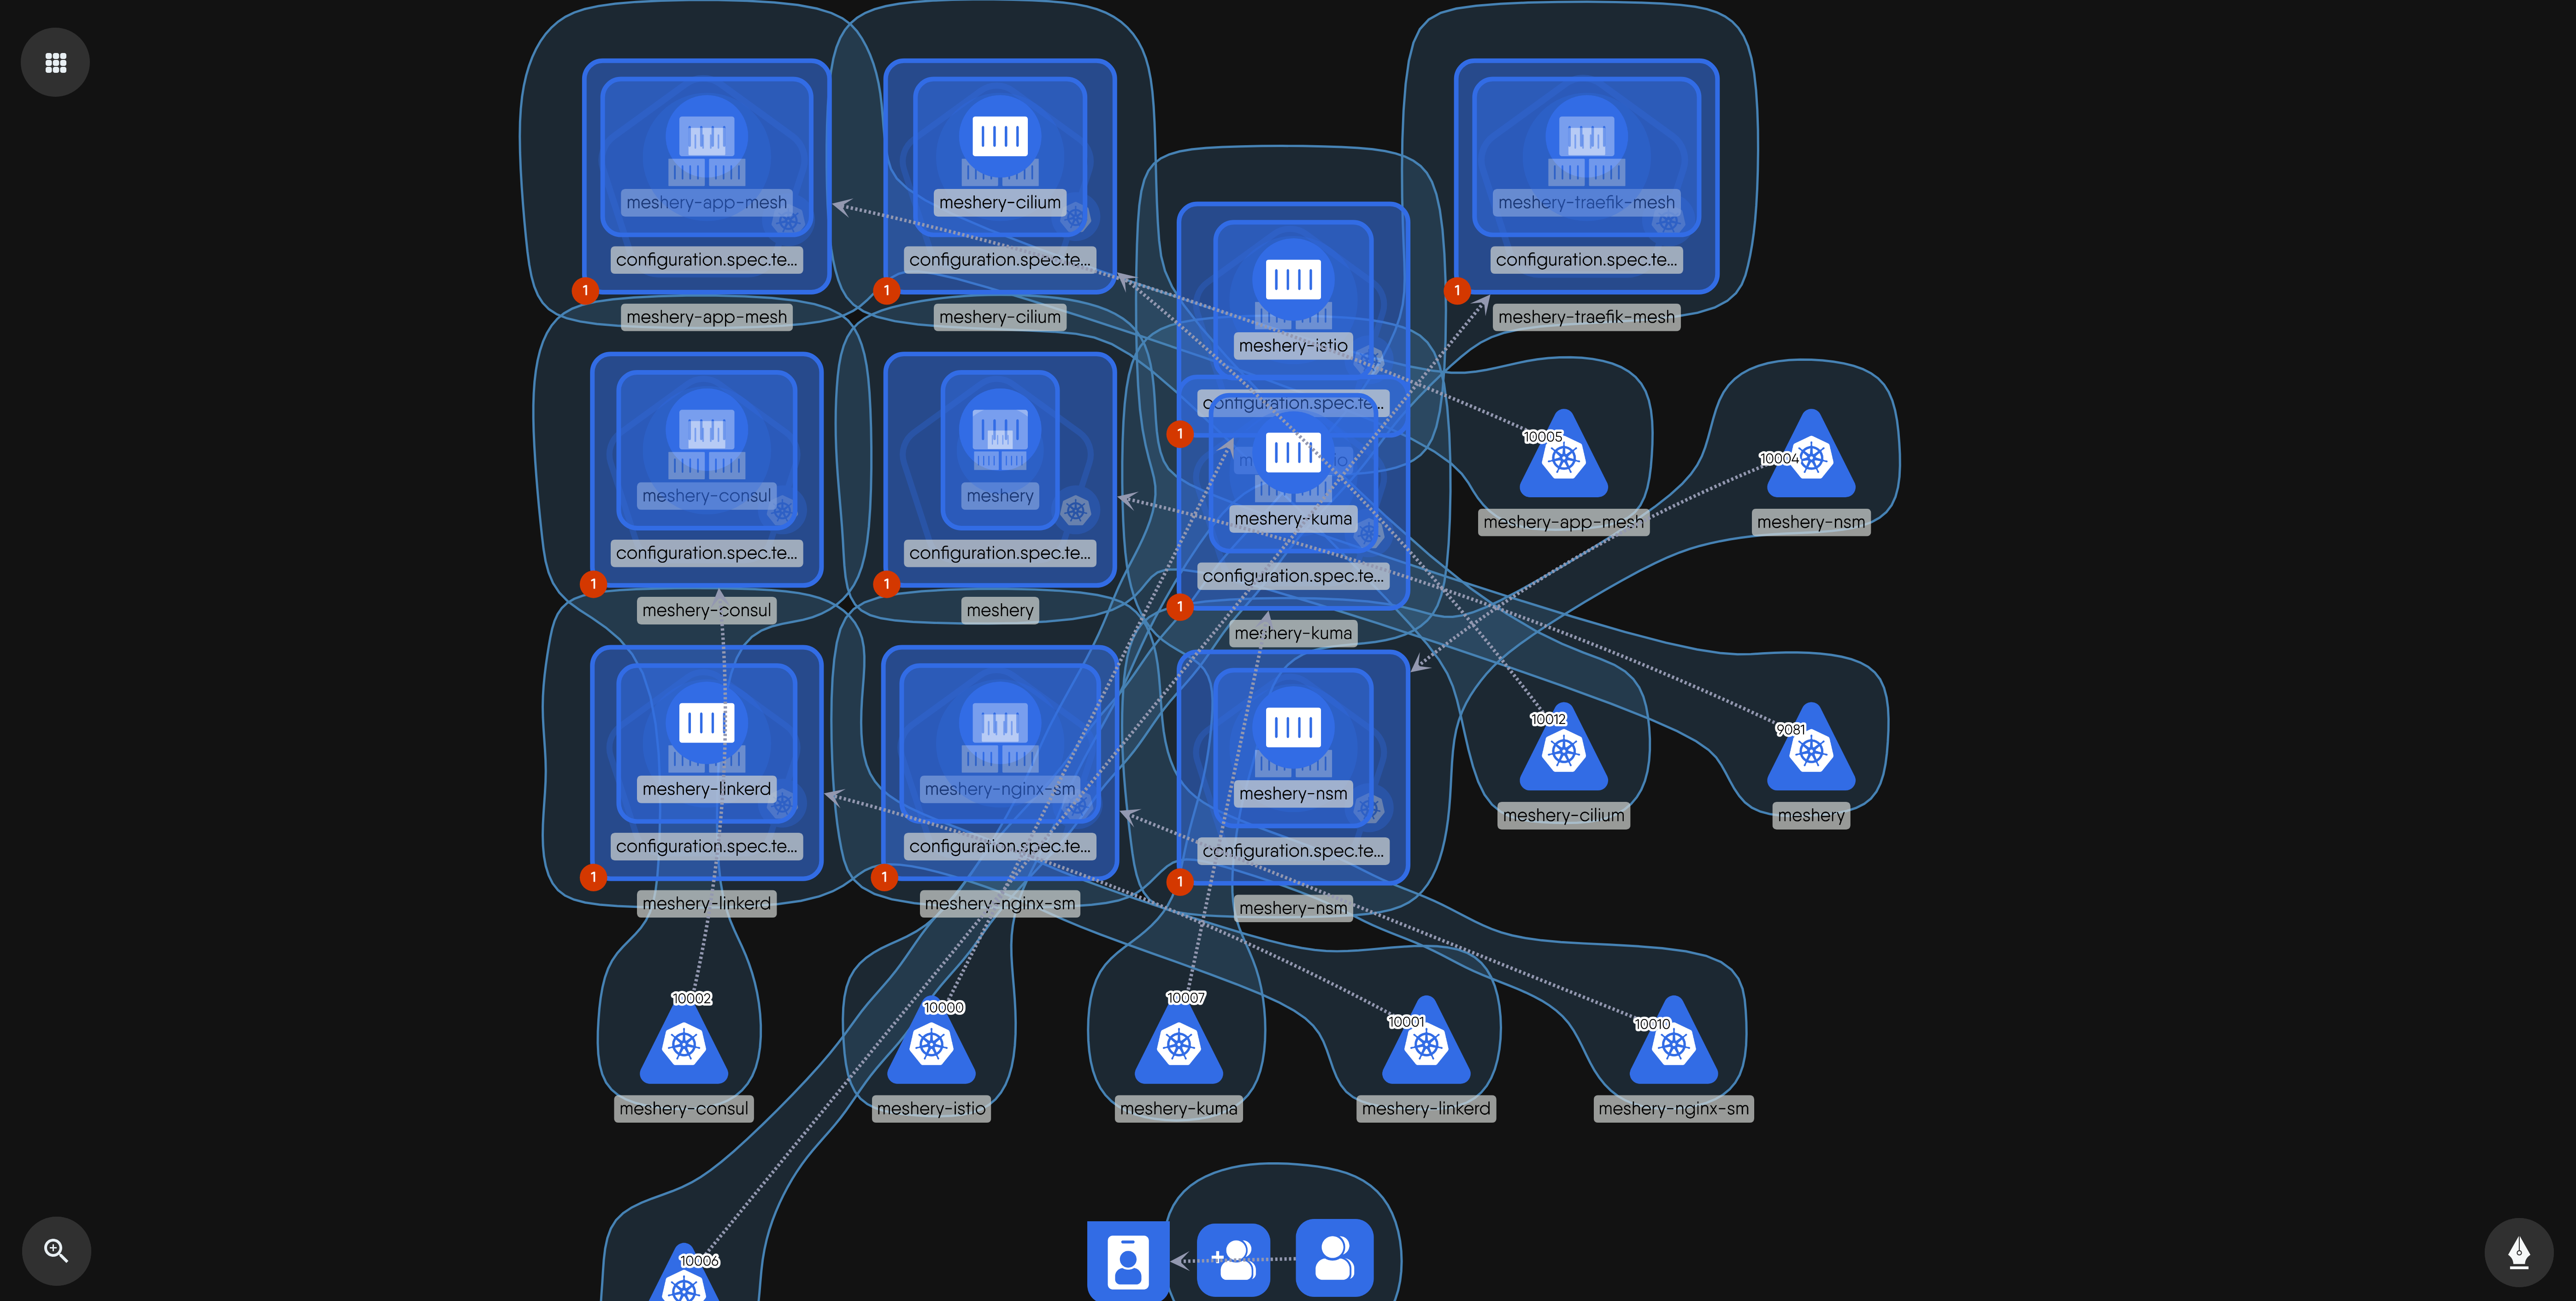 meshery-app-mesh
configuration.spec.te...
1
meshery-app-mesh
meshery-cilium
configuration.spec.te...
1
meshery-cilium
meshery-istio
configuration.spec.te...
1
meshery-traefik-mesh
configuration.spec.te...
1
meshery-traefik-mesh
meshery-consul
configuration.spec.te...
1
meshery-consul
meshery
configuration.spec.te...
1
meshery
meshery-kuma
configuration.spec.te...
1
meshery-kuma
10005
meshery-app-mesh
10004
meshery-nsm
meshery-linkerd
configuration.spec.te...
1
meshery-linkerd
meshery-nginx-sm
configuration.spec.te...
1
meshery-nginx-sm
meshery-nsm
configuration.spec.te...
1
meshery-nsm
10012
meshery-cilium
9081
meshery
10002
meshery-consul
10000
meshery-istio
10007
meshery-kuma
10001
meshery-linkerd
10010
meshery-nginx-sm
10006